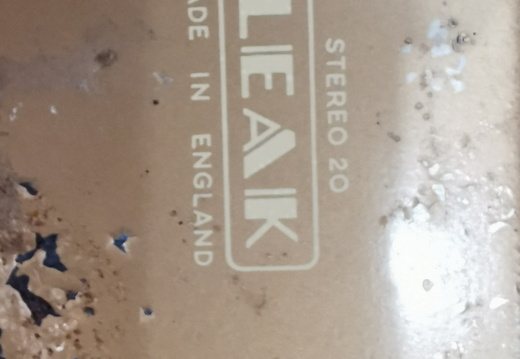 STEREO 20
LEAK
ADE IN ENGLAND